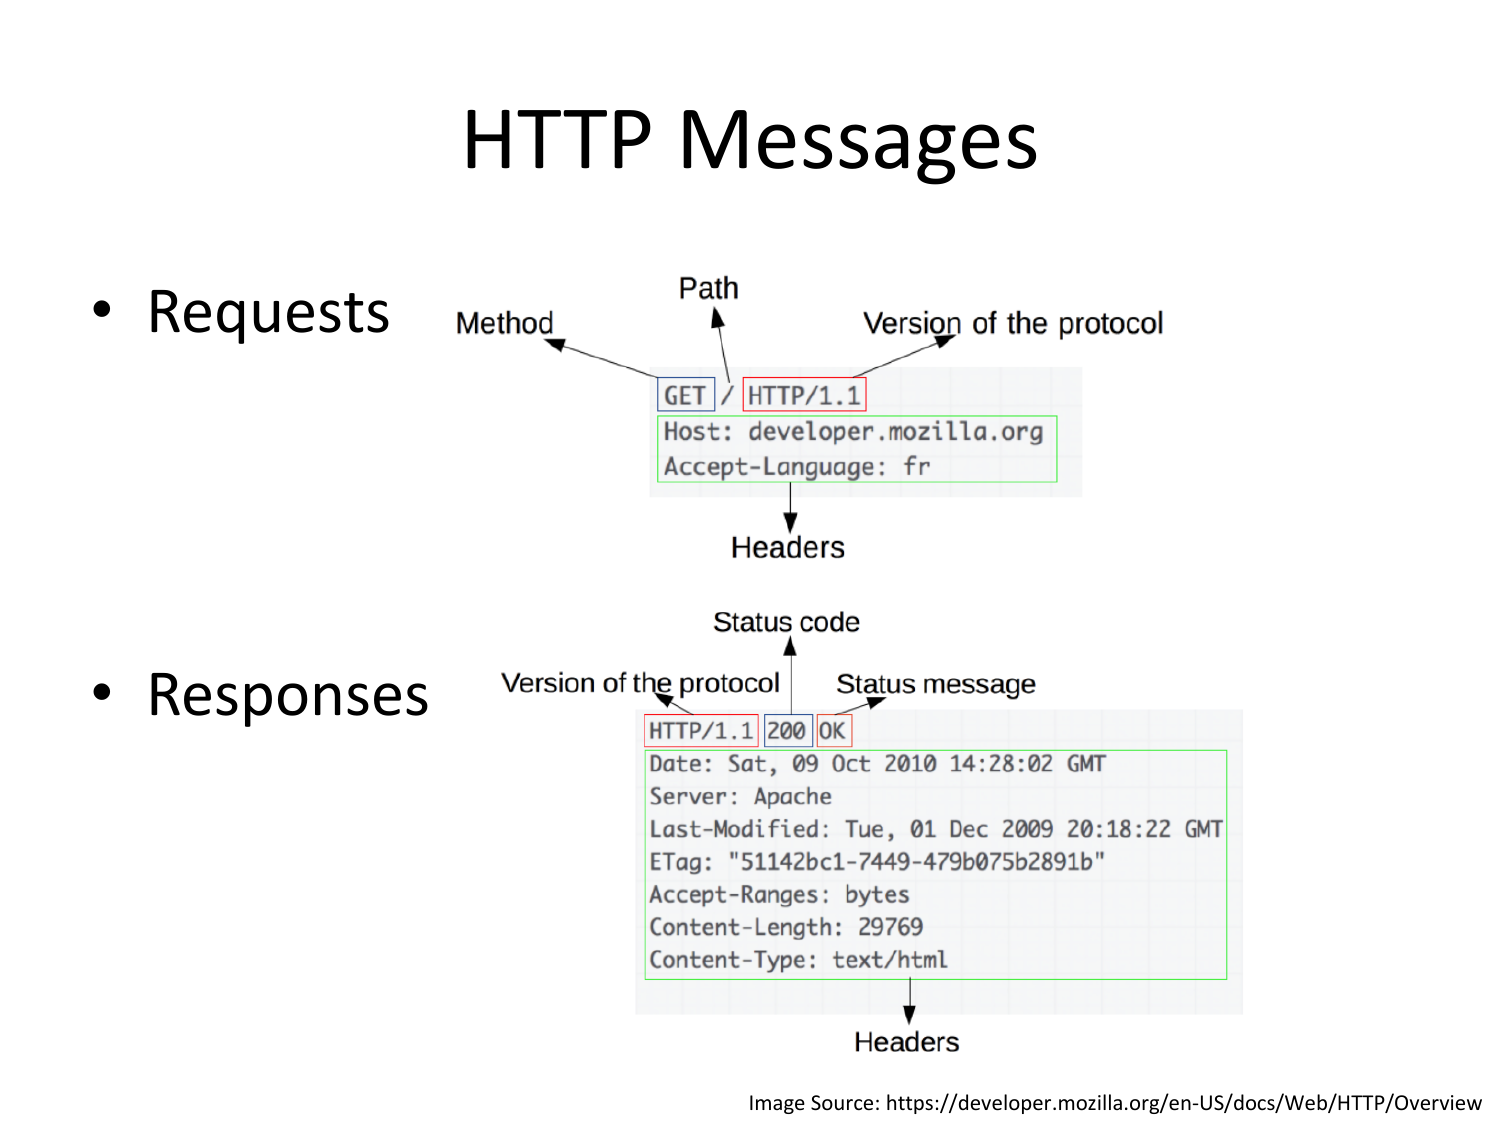 HTTP Messages
• Requests
Path
Method
Version of the protocol
GET / HTTP/1.1
Host: developer.mozilla.org
Accept-Language: fr
Headers
• Responses
Status code
Version of the protocol
Status message
HTTP/1.1 200 OK
Date: Sat, 09 Oct 2010 14:28:02 GMT
Server: Apache
Last-Modified: Tue, 01 Dec 2009 20:18:22 GMT
ETag: "51142bc1-7449-479b075b2891b"
Accept-Ranges: bytes
Content-Length: 29769
Content-Type: text/html
Headers
Image Source: https://developer.mozilla.org/en-US/docs/Web/HTTP/Overview